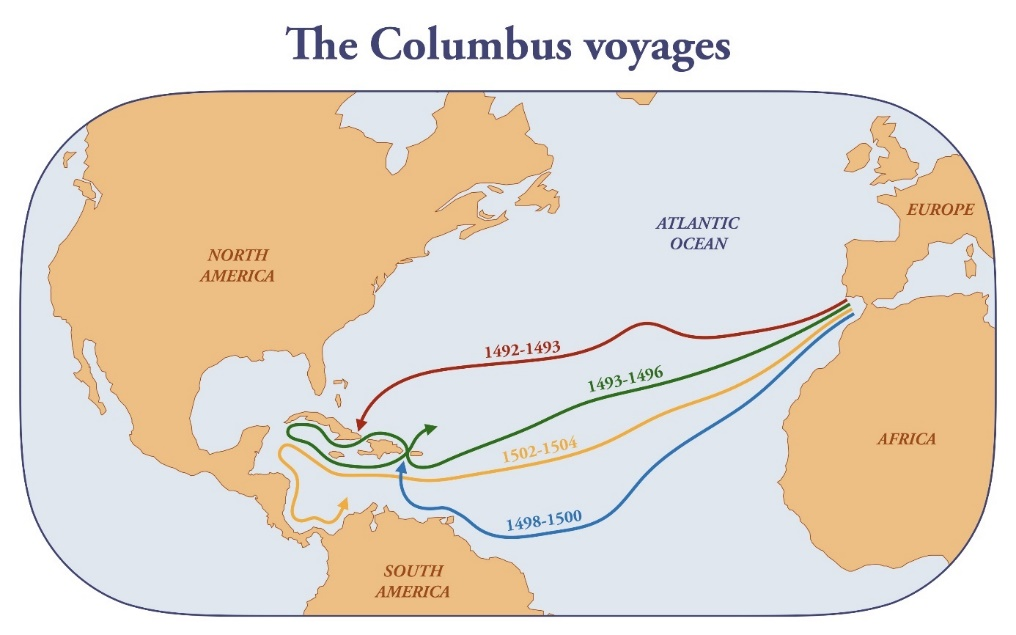 The Columbus voyages
ATLANTIC
OCEAN
EUROPE
NORTH
AMERICA
1492-1493
1493-1496
1502-1504
1498-1500
AFRICA
SOUTH
AMERICA